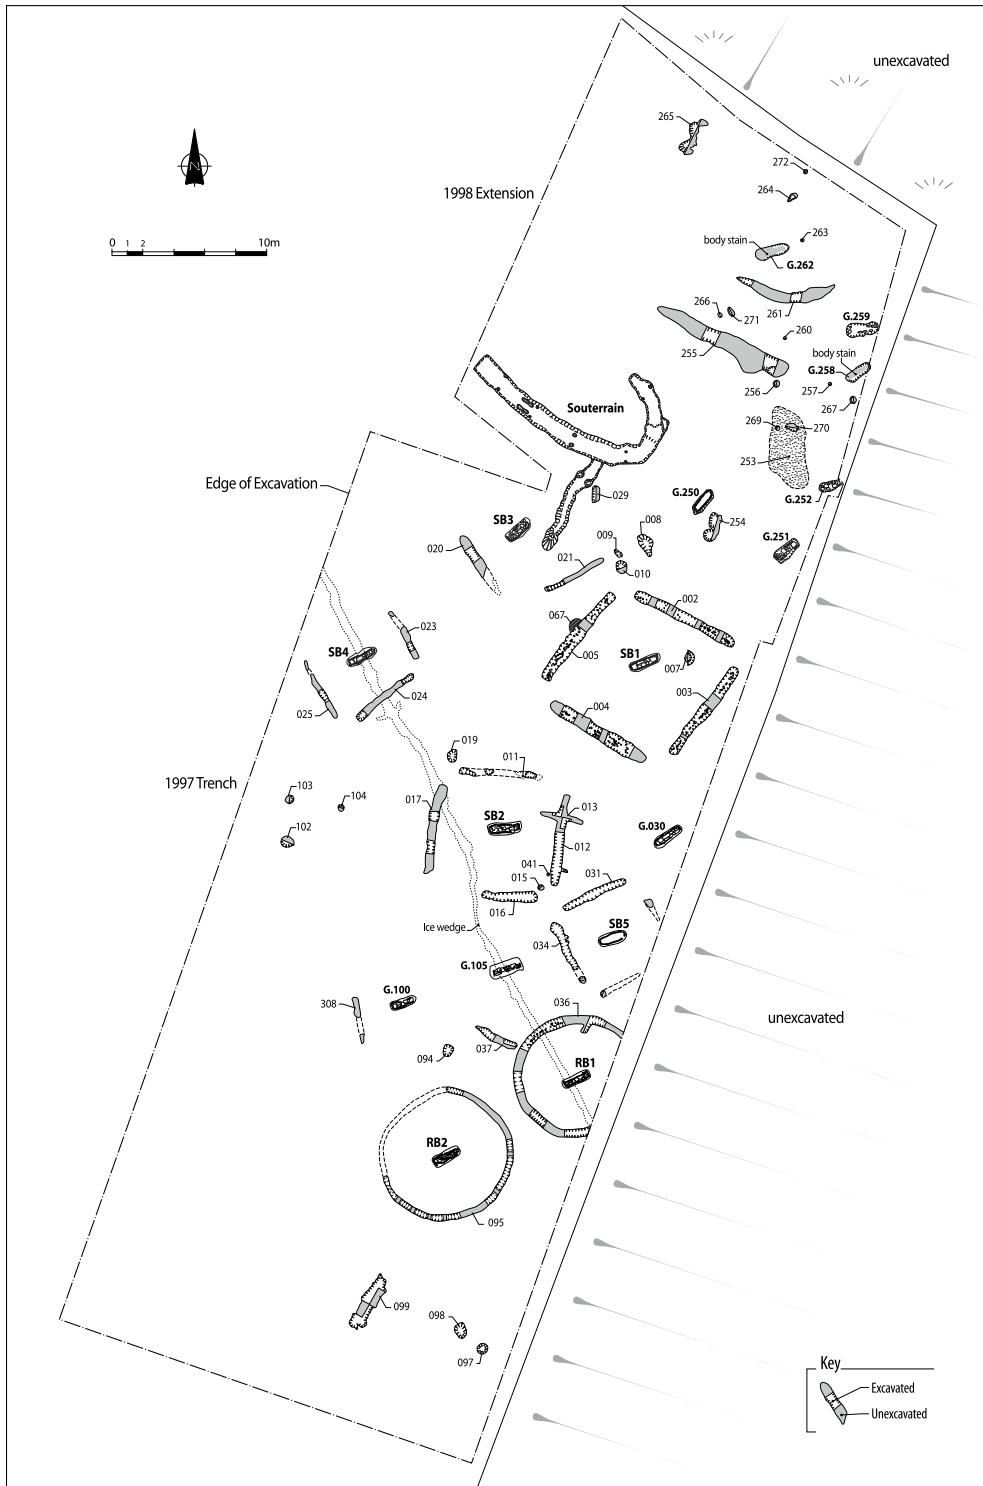 unexcavated
265
272
1998 Extension
264
N
0 1 2 10m
263
body stain
G.262
266
271
261
G.259
260
255
body stain
G.258
256
257
267
Souterrain
269
270
253
Edge of Excavation
029
G.250
G.252
SB3
008
254
009
G.251
020
021
010
002
067
023
005
SB1
007
SB4
003
024
025
004
019
011
1997 Trench
103
104
017
013
SB2
G.030
102
012
041
015
031
016
SB5
Ice wedge
034
G.105
G.100
308
036
unexcavated
037
094
RB1
RB2
095
099
098
097
Key
Excavated
Unexcavated